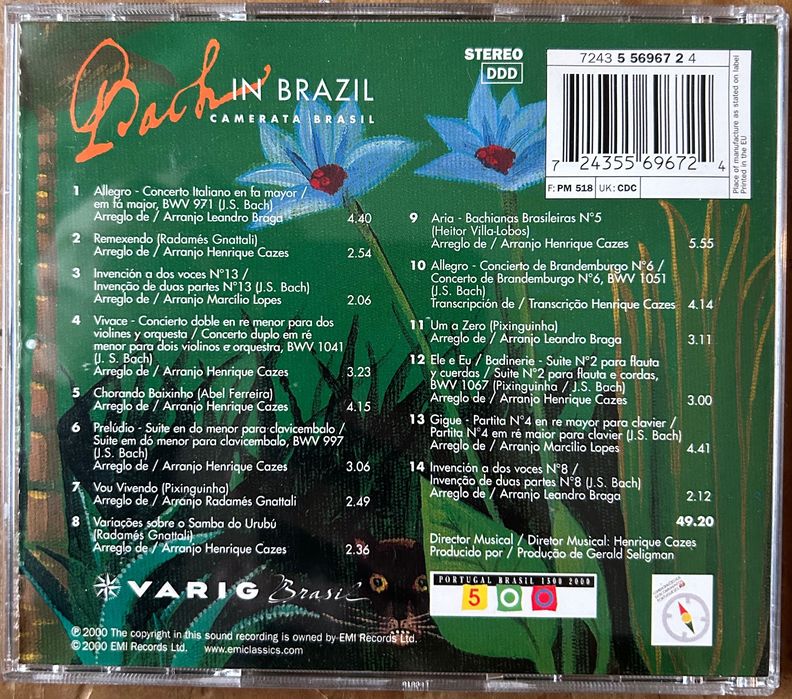 Bach
IN BRAZIL
CAMERATA BRASIL
STEREO
DDD
7243 5 56967 2 4
7 24355 69672 4
F: PM 518 UK: CDC
Place of manufacture as stated on label
Printed in the EU
1 Allegro - Concerto Italiano en fa mayor /
em fá major, BWV 971 (J.S. Bach)
Arreglo de / Arranjo Leandro Braga 4.40
2 Remexendo (Radamés Gnattali)
Arreglo de / Arranjo Henrique Cazes 2.54
3 Invención a dos voces N°13 /
Invenção de duas partes N°13 (J.S. Bach)
Arreglo de / Arranjo Marcílio Lopes 2.06
4 Vivace - Concierto doble en re menor para dos
violines y orquesta / Concerto duplo em ré
menor para dois violinos e orquestra, BWV 1041
(J. S. Bach)
Arreglo de / Arranjo Henrique Cazes 3.23
5 Chorando Baixinho (Abel Ferreira)
Arreglo de / Arranjo Henrique Cazes 4.15
6 Prelúdio - Suite en do menor para clavicembalo /
Suite em dó menor para clavicembalo, BWV 997
(J.S. Bach)
Arreglo de / Arranjo Henrique Cazes 3.06
7 Vou Vivendo (Pixinguinha)
Arreglo de / Arranjo Radamés Gnattali 2.49
8 Variações sobre o Samba do Urubú
(Radamés Gnattali)
Arreglo de / Arranjo Henrique Cazes 2.36
9 Aria - Bachianas Brasileiras N°5
(Heitor Villa-Lobos)
Arreglo de / Arranjo Henrique Cazes 5.55
10 Allegro - Concierto de Brandemburgo N°6 /
Concerto de Brandemburgo N°6, BWV 1051
(J.S. Bach)
Transcripción de / Transcrição Henrique Cazes 4.14
11 Um a Zero (Pixinguinha)
Arreglo de / Arranjo Leandro Braga 3.11
12 Ele e Eu / Badinerie - Suite N°2 para flauta
y cuerdas / Suite N°2 para flauta e cordas,
BWV 1067 (Pixinguinha / J.S. Bach)
Arreglo de / Arranjo Henrique Cazes 3.00
13 Gigue - Partita N°4 en re mayor para clavier /
Partita N°4 em ré maior para clavier (J.S. Bach)
Arreglo de / Arranjo Marcílio Lopes 4.41
14 Invención a dos voces N°8 /
Invenção de duas partes N°8 (J.S. Bach)
Arreglo de / Arranjo Leandro Braga 2.12
49.20
Director Musical / Diretor Musical: Henrique Cazes
Producido por / Produção de Gerald Seligman
VARIG Brasil
PORTUGAL BRASIL 1500 2000
500
℗ 2000 The copyright in this sound recording is owned by EMI Records Ltd.
© 2000 EMI Records Ltd. www.emiclassics.com